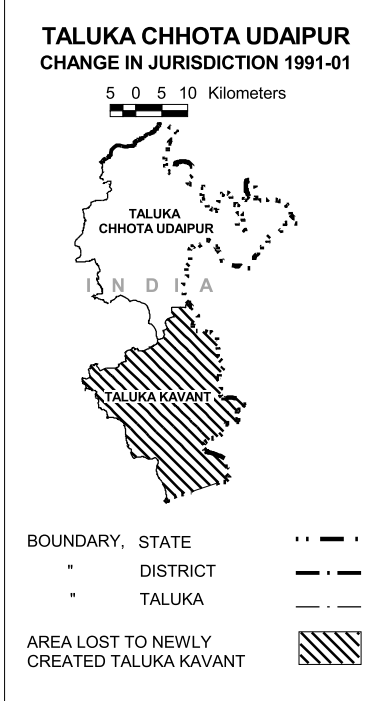 TALUKA CHHOTA UDAIPUR
CHANGE IN JURISDICTION 1991-01
5 0 5 10 Kilometers
TALUKA
CHHOTA UDAIPUR
INDIA
TALUKA KAVANT
BOUNDARY, STATE
" DISTRICT
" TALUKA
AREA LOST TO NEWLY
CREATED TALUKA KAVANT